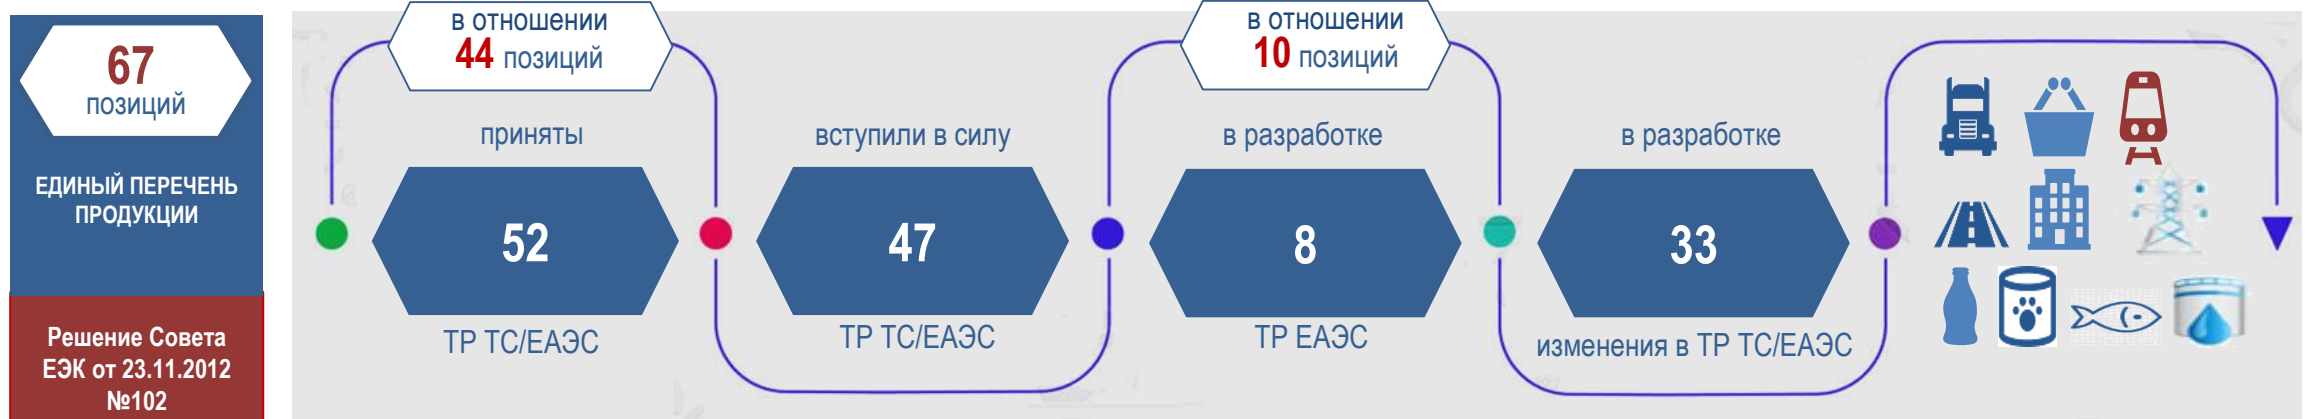 67
ПОЗИЦИЙ
ЕДИНЫЙ ПЕРЕЧЕНЬ
ПРОДУКЦИИ
Решение Совета
ЕЭК от 23.11.2012
№102
в отношении
44 позиций
приняты
52
ТР ТС/ЕАЭС
вступили в силу
47
ТР ТС/ЕАЭС
в отношении
10 позиций
в разработке
8
ТР ЕАЭС
в разработке
33
изменения в ТР ТС/ЕАЭС